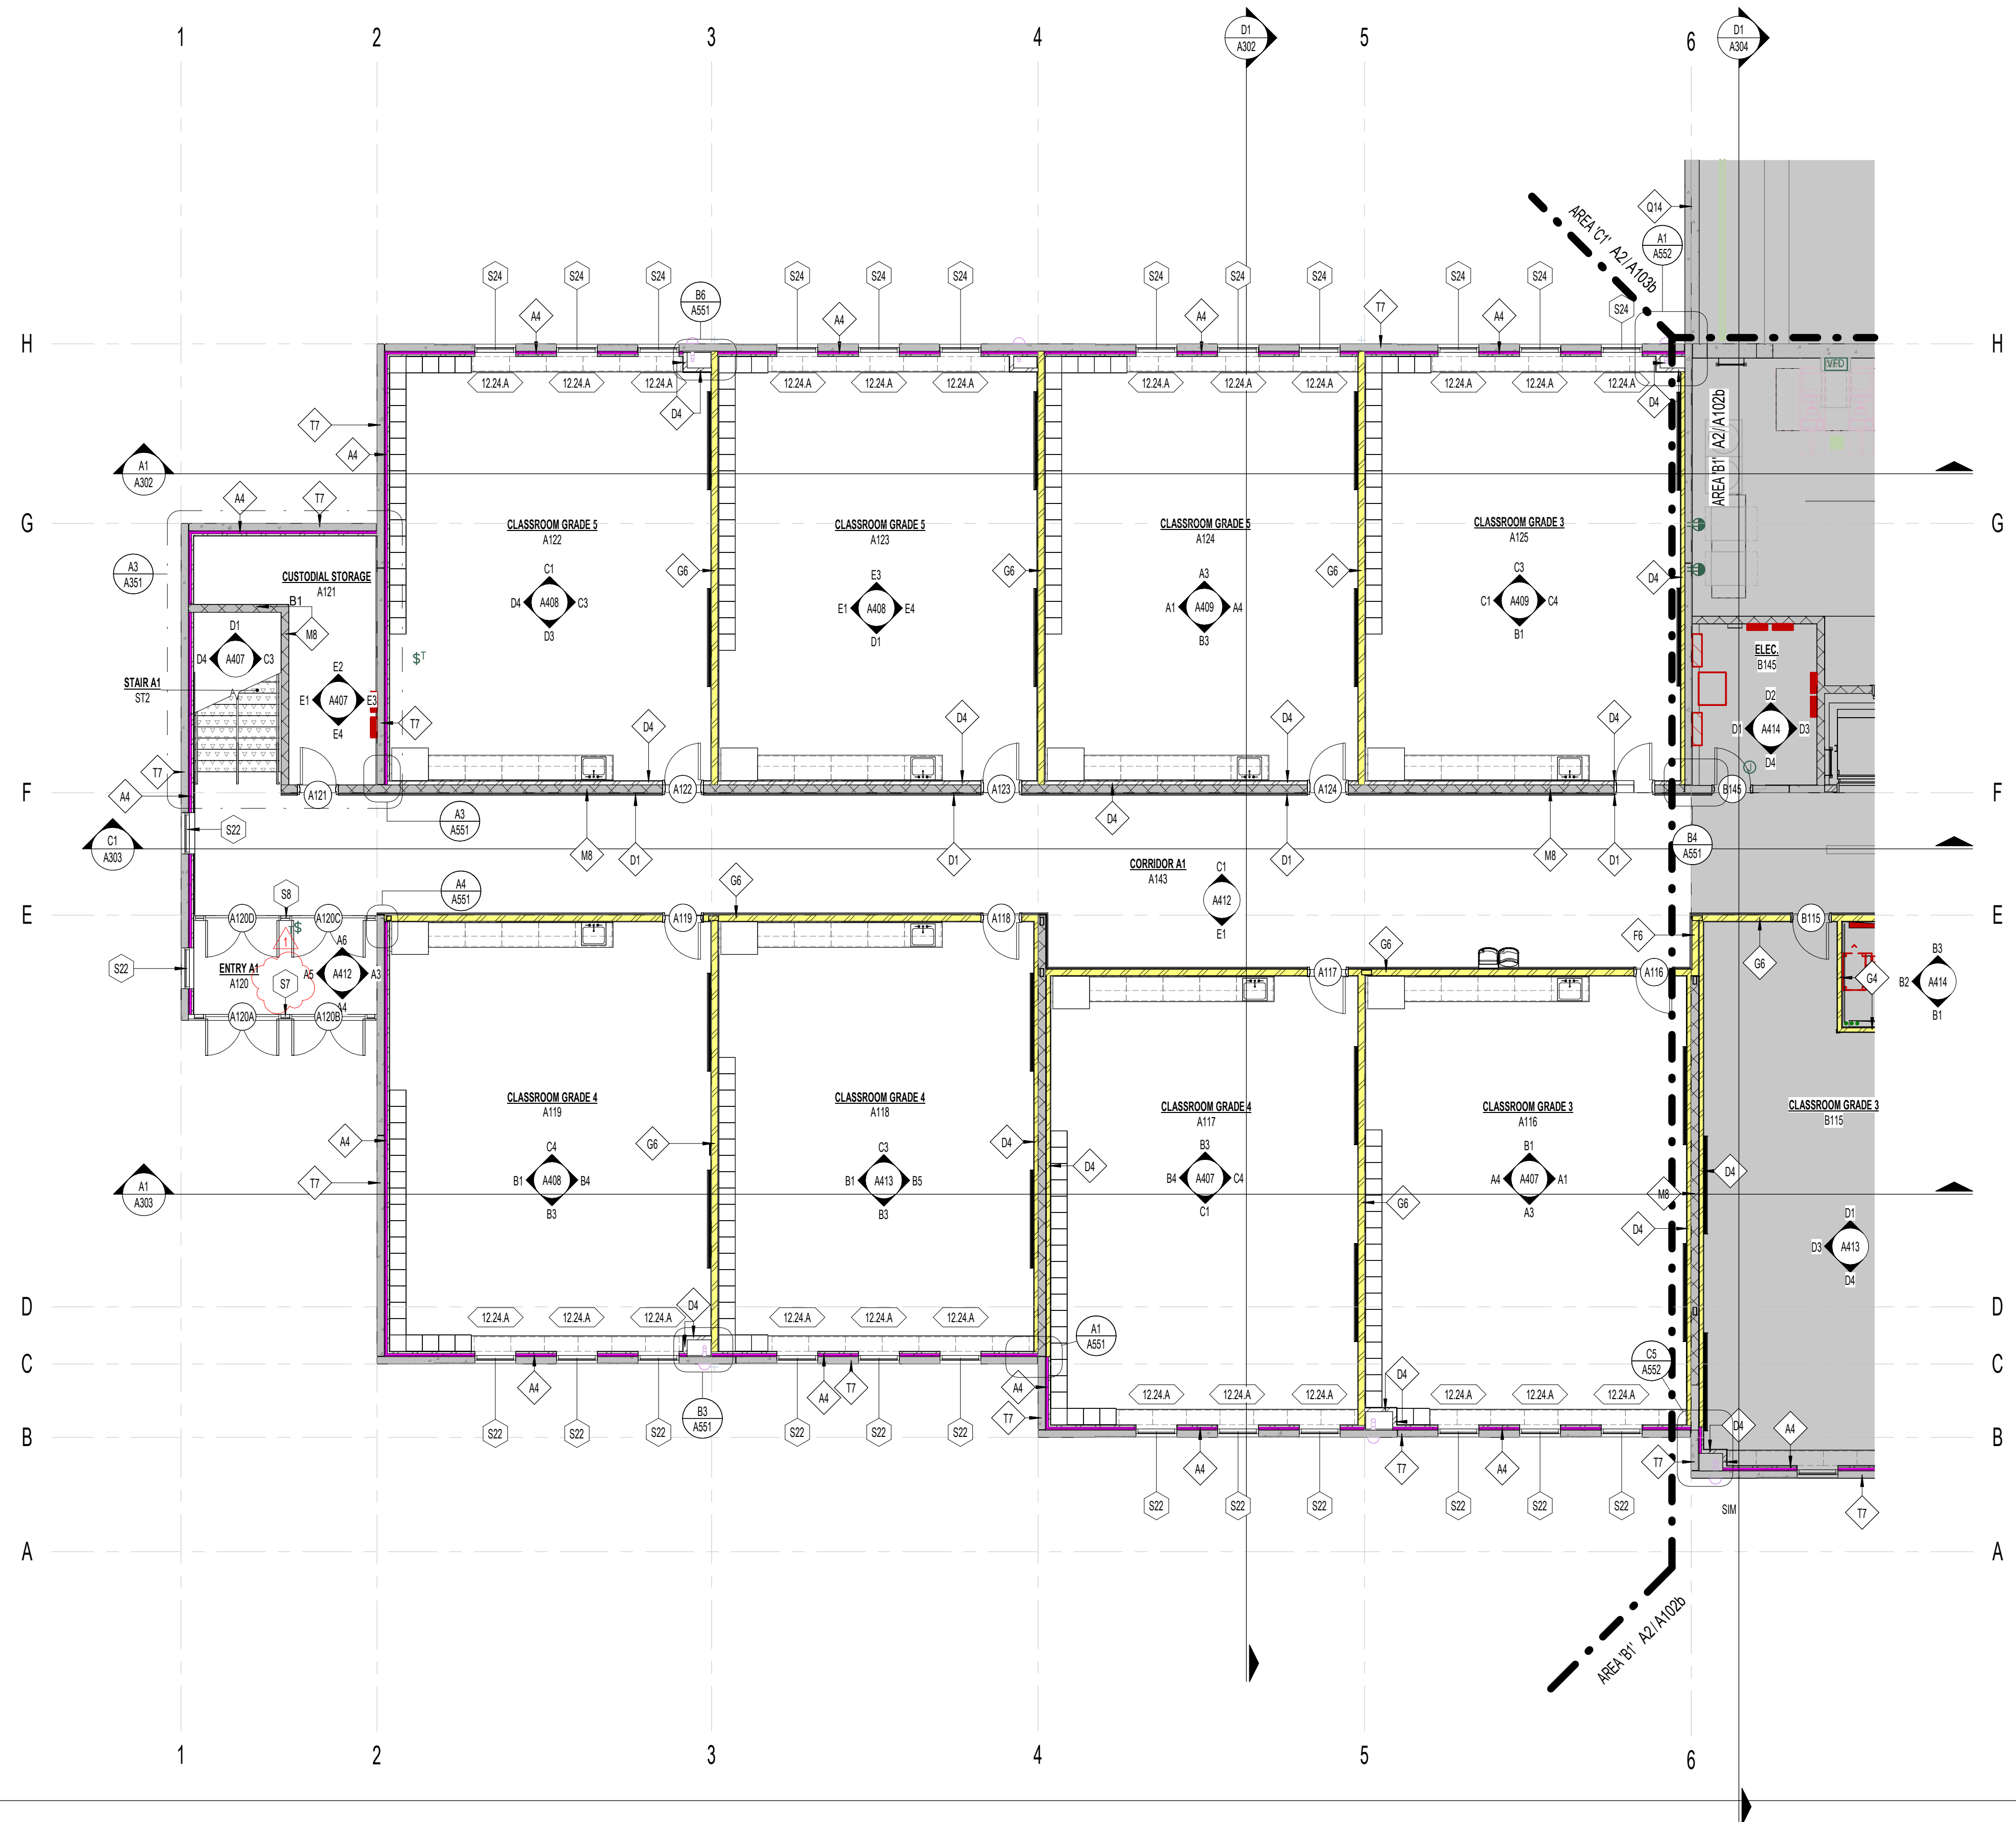 1
2
3
4
5
6
D1
A302
D1
A304
Q14
A1
A552
AREA 'C1' A2/A103b
S24
S24
S24
S24
S24
S24
S24
S24
S24
S24
S24
S24
B6
A551
A4
A4
A4
T7
A4
H
H
12.24.A
12.24.A
12.24.A
12.24.A
12.24.A
12.24.A
12.24.A
12.24.A
12.24.A
12.24.A
12.24.A
12.24.A
VFD
D4
D4
AREA 'B1' A2/A102b
T7
A4
A1
A302
A4
T7
G
G
CLASSROOM GRADE 5
A122
CLASSROOM GRADE 5
A123
CLASSROOM GRADE 5
A124
CLASSROOM GRADE 3
A125
A3
A351
CUSTODIAL STORAGE
A121
G6
G6
G6
D4
C1
D4
A408
C3
D3
E3
E1
A408
E4
D1
A3
A1
A409
A4
B3
C3
C1
A409
C4
B1
B1
M8
D1
D4
A407
C3
$T
ELEC.
B145
STAIR A1
ST2
E2
E1
A407
E3
E4
D2
D1
A414
D3
D4
J
T7
D4
D4
D4
D4
T7
A4
F
F
A121
A122
A123
A124
B145
A3
A551
S22
D4
C1
A303
M8
D1
D1
D1
M8
D1
B4
A551
CORRIDOR A1
A143
C1
A412
E1
A4
A551
S8
G6
E
E
A120D
A120C
A119
A118
B115
$
1
F6
G6
G6
ENTRY A1
A120
S22
A6
A5
A412
A3
A4
S7
A117
A116
G4
B3
B2
A414
B1
A120A
A120B
CLASSROOM GRADE 4
A119
CLASSROOM GRADE 4
A118
CLASSROOM GRADE 4
A117
CLASSROOM GRADE 3
A116
CLASSROOM GRADE 3
B115
A4
G6
D4
D4
D4
T7
C4
B1
A408
B4
B3
C3
B1
A413
B5
B3
B3
B4
A407
C4
C1
B1
A4
A407
A1
A3
A1
A303
M8
G6
D4
D1
D3
A413
D4
D
D
D4
12.24.A
12.24.A
12.24.A
12.24.A
12.24.A
12.24.A
A1
A551
C
C
A4
A4
T7
A4
D4
C5
A552
12.24.A
12.24.A
12.24.A
12.24.A
12.24.A
12.24.A
B3
A551
T7
D4
A4
B
B
S22
S22
S22
S22
S22
S22
A4
T7
A4
T7
S22
S22
S22
S22
S22
S22
SIM
T7
A
A
AREA 'B1' A2/A102b
1
2
3
4
5
6